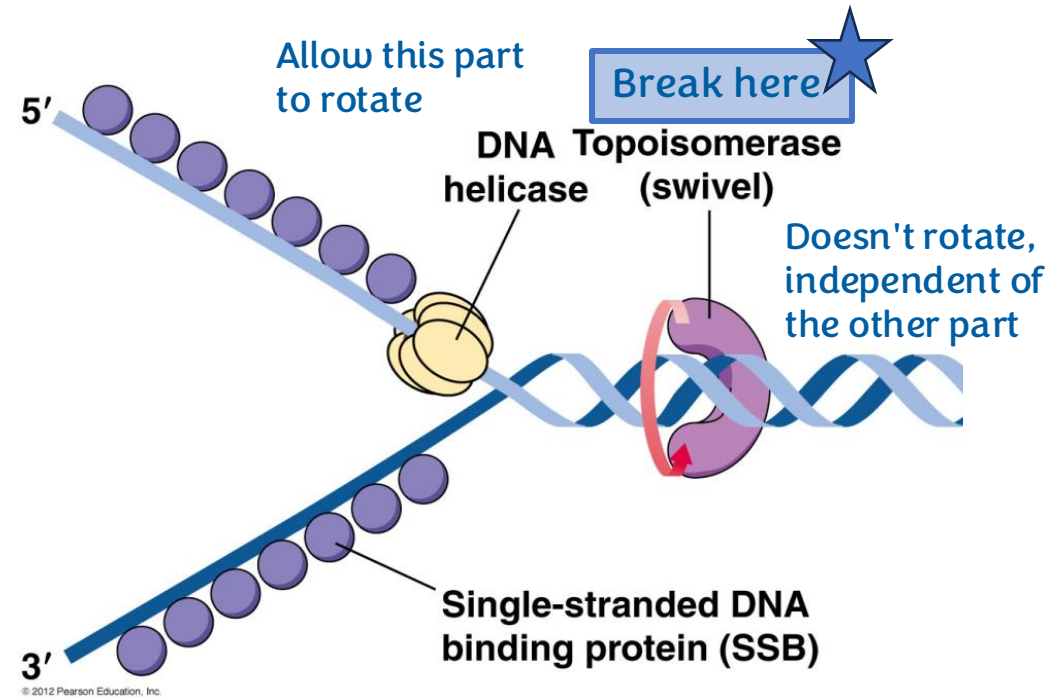 Allow this part
to rotate
Break here
5′
DNA
helicase
Topoisomerase
(swivel)
Doesn't rotate,
independent of
the other part
Single-stranded DNA
binding protein (SSB)
3′
© 2012 Pearson Education, Inc.